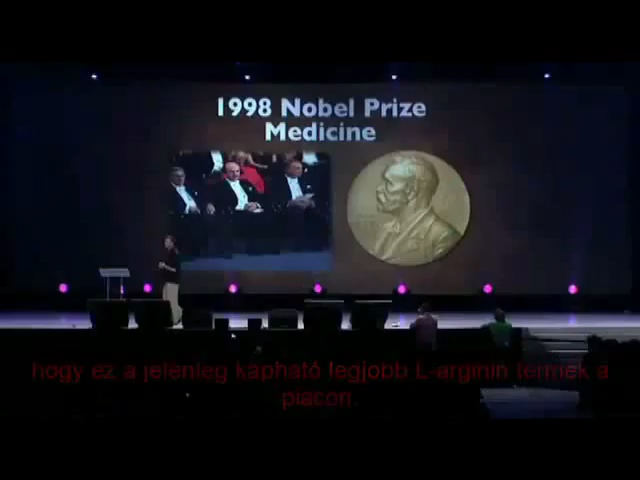 1998 Nobel Prize
Medicine
hogy ez a jelenleg kapható legjobb L-arginin termék a
piacon.